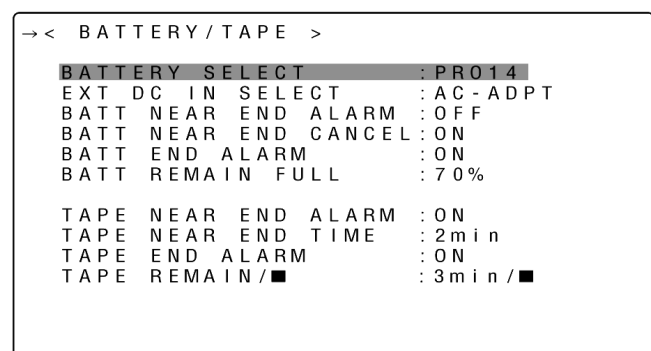 →< BATTERY/TAPE >
BATTERY SELECT :PRO14
EXT DC IN SELECT :AC-ADPT
BATT NEAR END ALARM :OFF
BATT NEAR END CANCEL:ON
BATT END ALARM :ON
BATT REMAIN FULL :70%
TAPE NEAR END ALARM :ON
TAPE NEAR END TIME :2min
TAPE END ALARM :ON
TAPE REMAIN/■ :3min/■